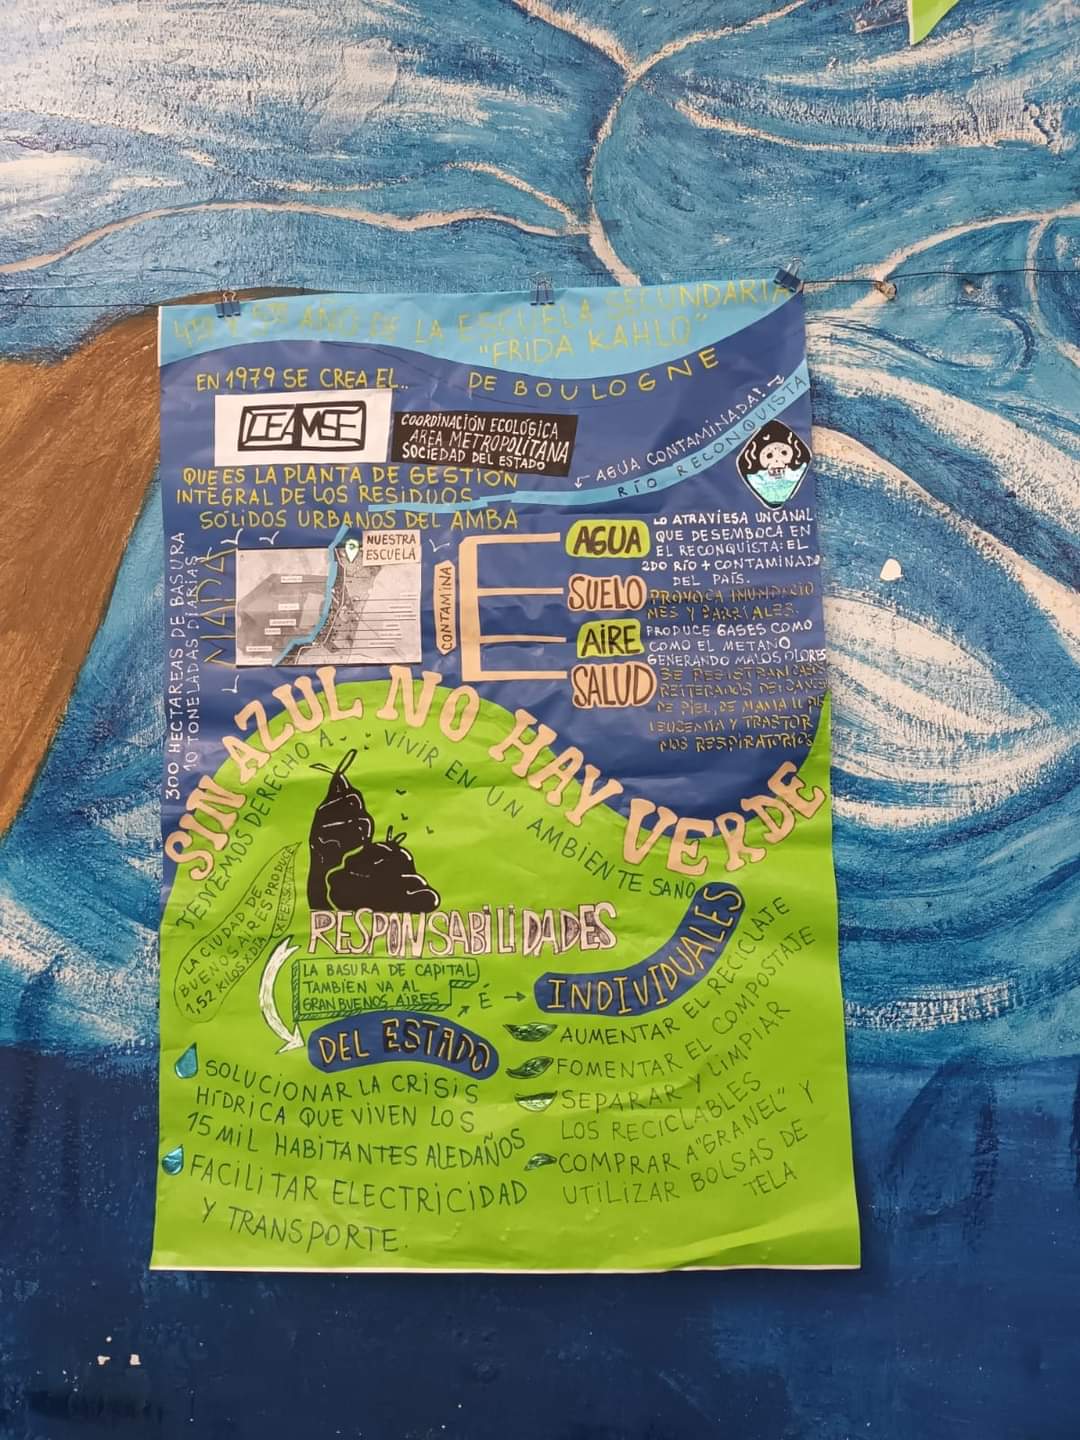 4TO Y 5TO AÑO DE LA ESCUELA SECUNDARIA
"FRIDA KAHLO"
DE BOULOGNE
EN 1979 SE CREA EL..
CEAMSE
COORDINACIÓN ECOLÓGICA
AREA METROPOLITANA
SOCIEDAD DEL ESTADO
QUE ES LA PLANTA DE GESTIÓN
INTEGRAL DE LOS RESIDUOS
SÓLIDOS URBANOS DEL AMBA
AGUA CONTAMINADA!
RÍO RECONQUISTA
300 HECTAREAS DE BASURA
10 TONELADAS DIARIAS
MAPA
NUESTRA
ESCUELA
CONTAMINA
AGUA
LO ATRAVIESA UN CANAL
QUE DESEMBOCA EN
EL RECONQUISTA: EL
2DO RÍO + CONTAMINADO
DEL PAÍS.
SUELO
PROVOCA INUNDACIO
NES Y BARRIALES.
AIRE
PRODUCE GASES COMO
COMO EL METANO
GENERANDO MALOS OLORES
SALUD
SE REGISTRAN CASOS
REITERADOS DE CANCER
DE PIEL, DE MAMA
LEUCEMIA Y TRASTOR
NOS RESPIRATORIOS
SIN AZUL NO HAY VERDE
TENEMOS DERECHO A... VIVIR EN UN AMBIENTE SANO
LA CIUDAD DE
BUENOS AIRES PRODUCE
1,52 KILOS X DIA X PERSONA
RESPONSABILIDADES
LA BASURA DE CAPITAL
TAMBIEN VA AL
GRAN BUENOS AIRES
É
DEL ESTADO
SOLUCIONAR LA CRISIS
HÍDRICA QUE VIVEN LOS
15 MIL HABITANTES ALEDAÑOS
FACILITAR ELECTRICIDAD
Y TRANSPORTE.
INDIVIDUALES
AUMENTAR EL RECICLAJE
FOMENTAR EL COMPOSTAJE
SEPARAR Y LIMPIAR
LOS RECICLABLES
COMPRAR A "GRANEL" Y
UTILIZAR BOLSAS DE
TELA